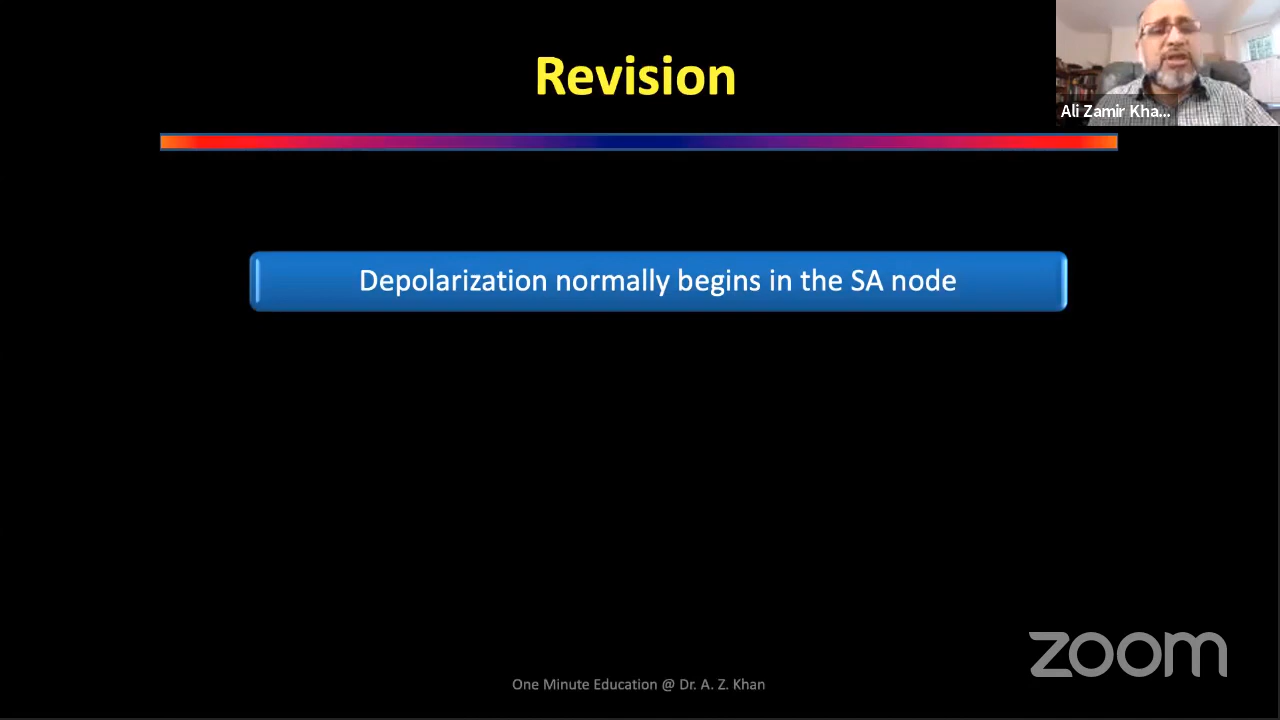 Revision
Ali Zamir Kha...
Depolarization normally begins in the SA node
zoom
One Minute Education @ Dr. A. Z. Khan